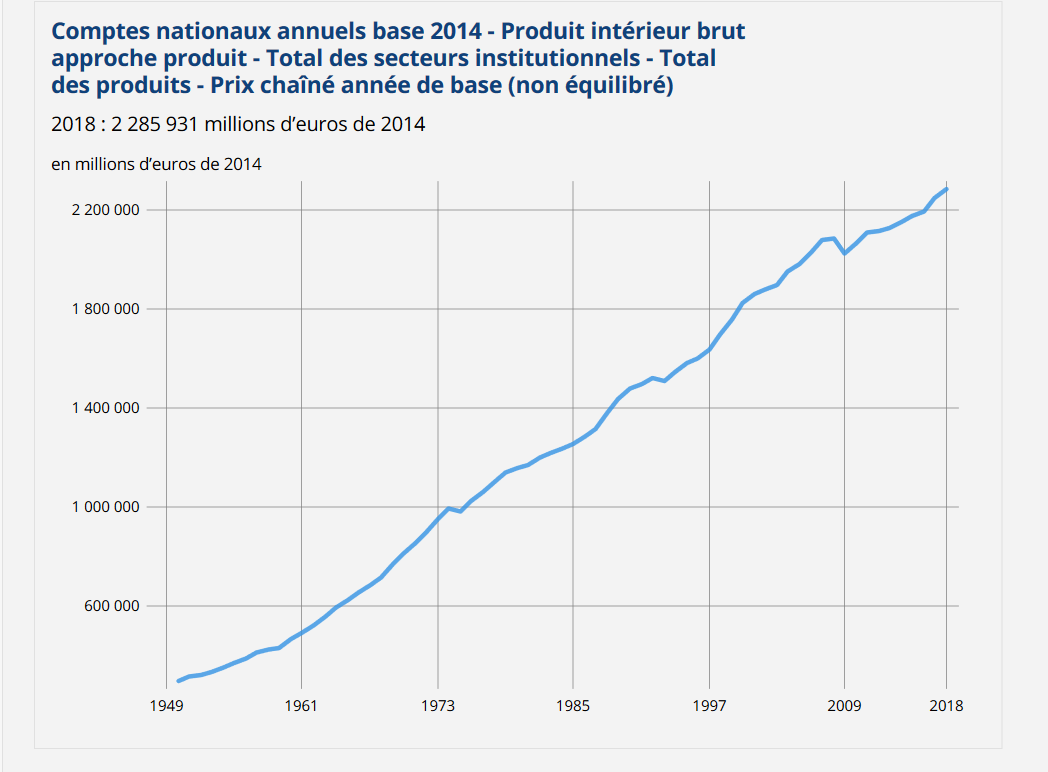 Comptes nationaux annuels base 2014 - Produit intérieur brut
approche produit - Total des secteurs institutionnels - Total
des produits - Prix chaîné année de base (non équilibré)
2018 : 2 285 931 millions d’euros de 2014
en millions d’euros de 2014
2 200 000
1 800 000
1 400 000
1 000 000
600 000
1949 1961 1973 1985 1997 2009 2018